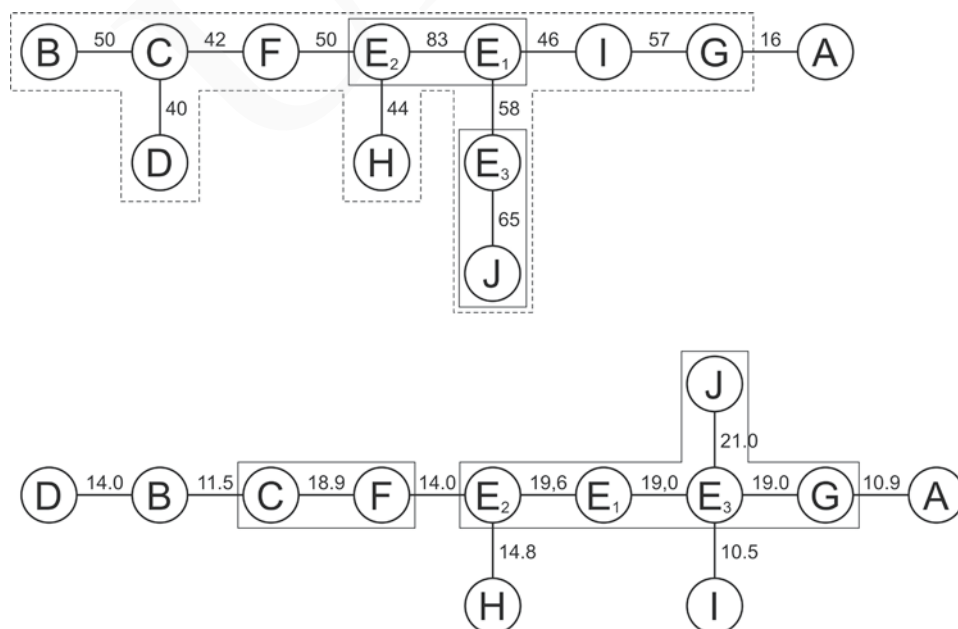 B 50 C 42 F 50 E₂ 83 E₁ 46 I 57 G 16 A
40 44 58
D H E₃
65
J
J
21.0
D 14.0 B 11.5 C 18.9 F 14.0 E₂ 19,6 E₁ 19,0 E₃ 19.0 G 10.9 A
14.8 10.5
H I